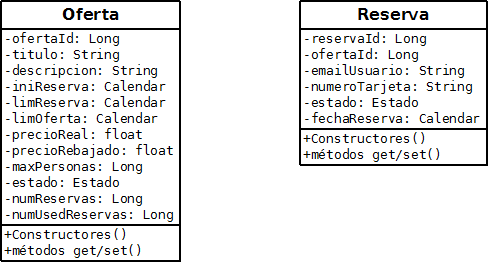 Oferta
-ofertaId: Long
-titulo: String
-descripcion: String
-iniReserva: Calendar
-limReserva: Calendar
-limOferta: Calendar
-precioReal: float
-precioRebajado: float
-maxPersonas: Long
-estado: Estado
-numReservas: Long
-numUsedReservas: Long
+Constructores()
+métodos get/set()
Reserva
-reservaId: Long
-ofertaId: Long
-emailUsuario: String
-numeroTarjeta: String
-estado: Estado
-fechaReserva: Calendar
+Constructores()
+métodos get/set()